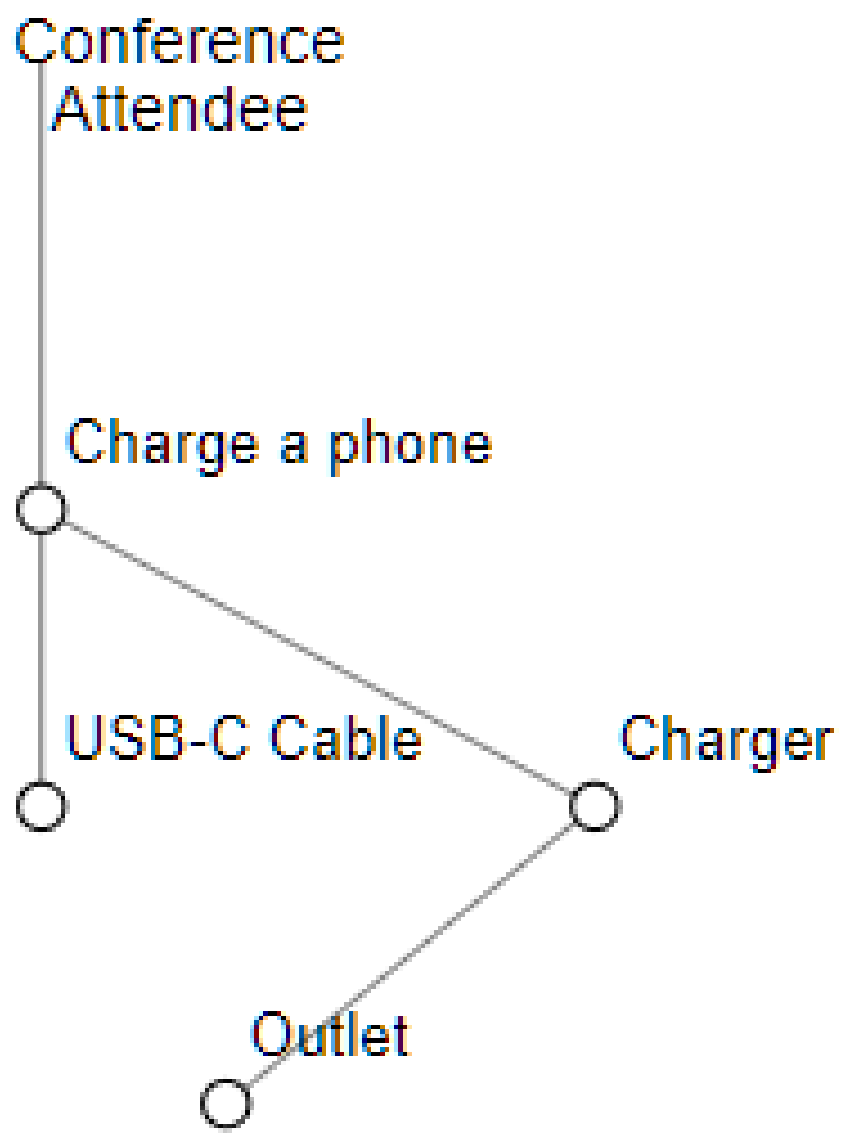 Conference
Attendee
Charge a phone
USB-C Cable
Charger
Outlet